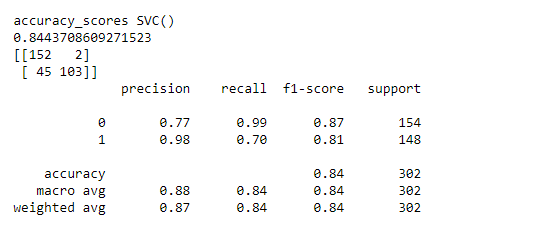 accuracy_scores SVC()
0.8443708609271523
[[152   2]
 [ 45 103]]
              precision    recall  f1-score   support

           0       0.77      0.99      0.87       154
           1       0.98      0.70      0.81       148

    accuracy                           0.84       302
   macro avg       0.88      0.84      0.84       302
weighted avg       0.87      0.84      0.84       302